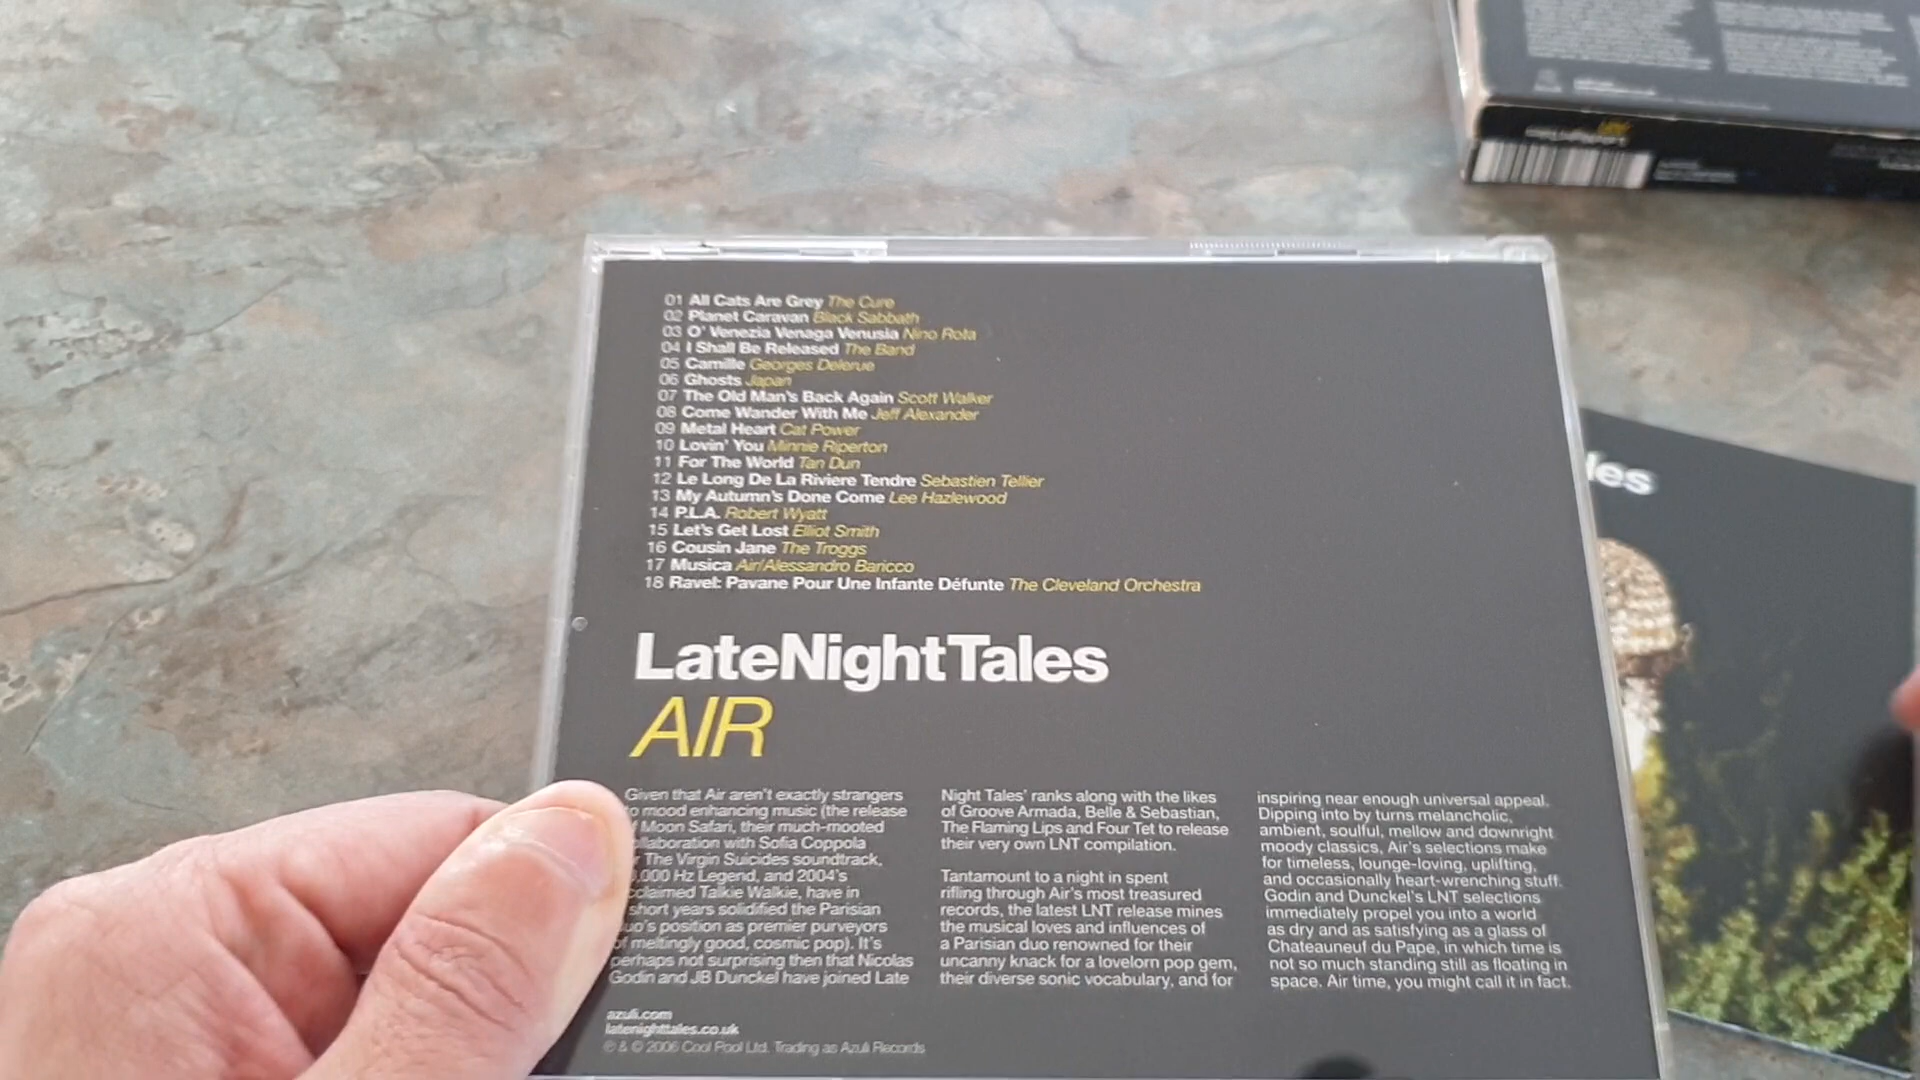 01 All Cats Are Grey The Cure
02 Planet Caravan Black Sabbath
03 O' Venezia Venaga Venusia Nino Rota
04 I Shall Be Released The Band
05 Camille Georges Delerue
06 Ghosts Japan
07 The Old Man's Back Again Scott Walker
08 Come Wander With Me Jeff Alexander
09 Metal Heart Cat Power
10 Lovin' You Minnie Riperton
11 For The World Tan Dun
12 Le Long De La Riviere Tendre Sebastien Tellier
13 My Autumn's Done Come Lee Hazlewood
14 P.L.A. Robert Wyatt
15 Let's Get Lost Elliot Smith
16 Cousin Jane The Troggs
17 Musica Air/Alessandro Baricco
18 Ravel: Pavane Pour Une Infante Défunte The Cleveland Orchestra
LateNightTales
AIR
Given that Air aren't exactly strangers
mood enhancing music (the release
Moon Safari, their much-mooted
with Sofia Coppola
The Virgin Suicides soundtrack,
Hz Legend, and 2004's
Talkie Walkie, have in
short years solidified the Parisian
position as premier purveyors
of meltingly good, cosmic pop). It's
perhaps not surprising then that Nicolas
Godin and JB Dunckel have joined Late
Night Tales' ranks along with the likes
of Groove Armada, Belle & Sebastian,
The Flaming Lips and Four Tet to release
their very own LNT compilation.
Tantamount to a night in spent
rifling through Air's most treasured
records, the latest LNT release mines
the musical loves and influences of
a Parisian duo renowned for their
uncanny knack for a lovelorn pop gem,
their diverse sonic vocabulary, and for
inspiring near enough universal appeal.
Dipping into by turns melancholic,
ambient, soulful, mellow and downright
moody classics, Air's selections make
for timeless, lounge-loving, uplifting,
and occasionally heart-wrenching stuff.
Godin and Dunckel's LNT selections
immediately propel you into a world
as dry and as satisfying as a glass of
Chateauneuf du Pape, in which time is
not so much standing still as floating in
space. Air time, you might call it in fact.
azuli.com
latenighttales.co.uk
℗ & © 2006 Cool Pool Ltd. Trading as Azuli Records
les